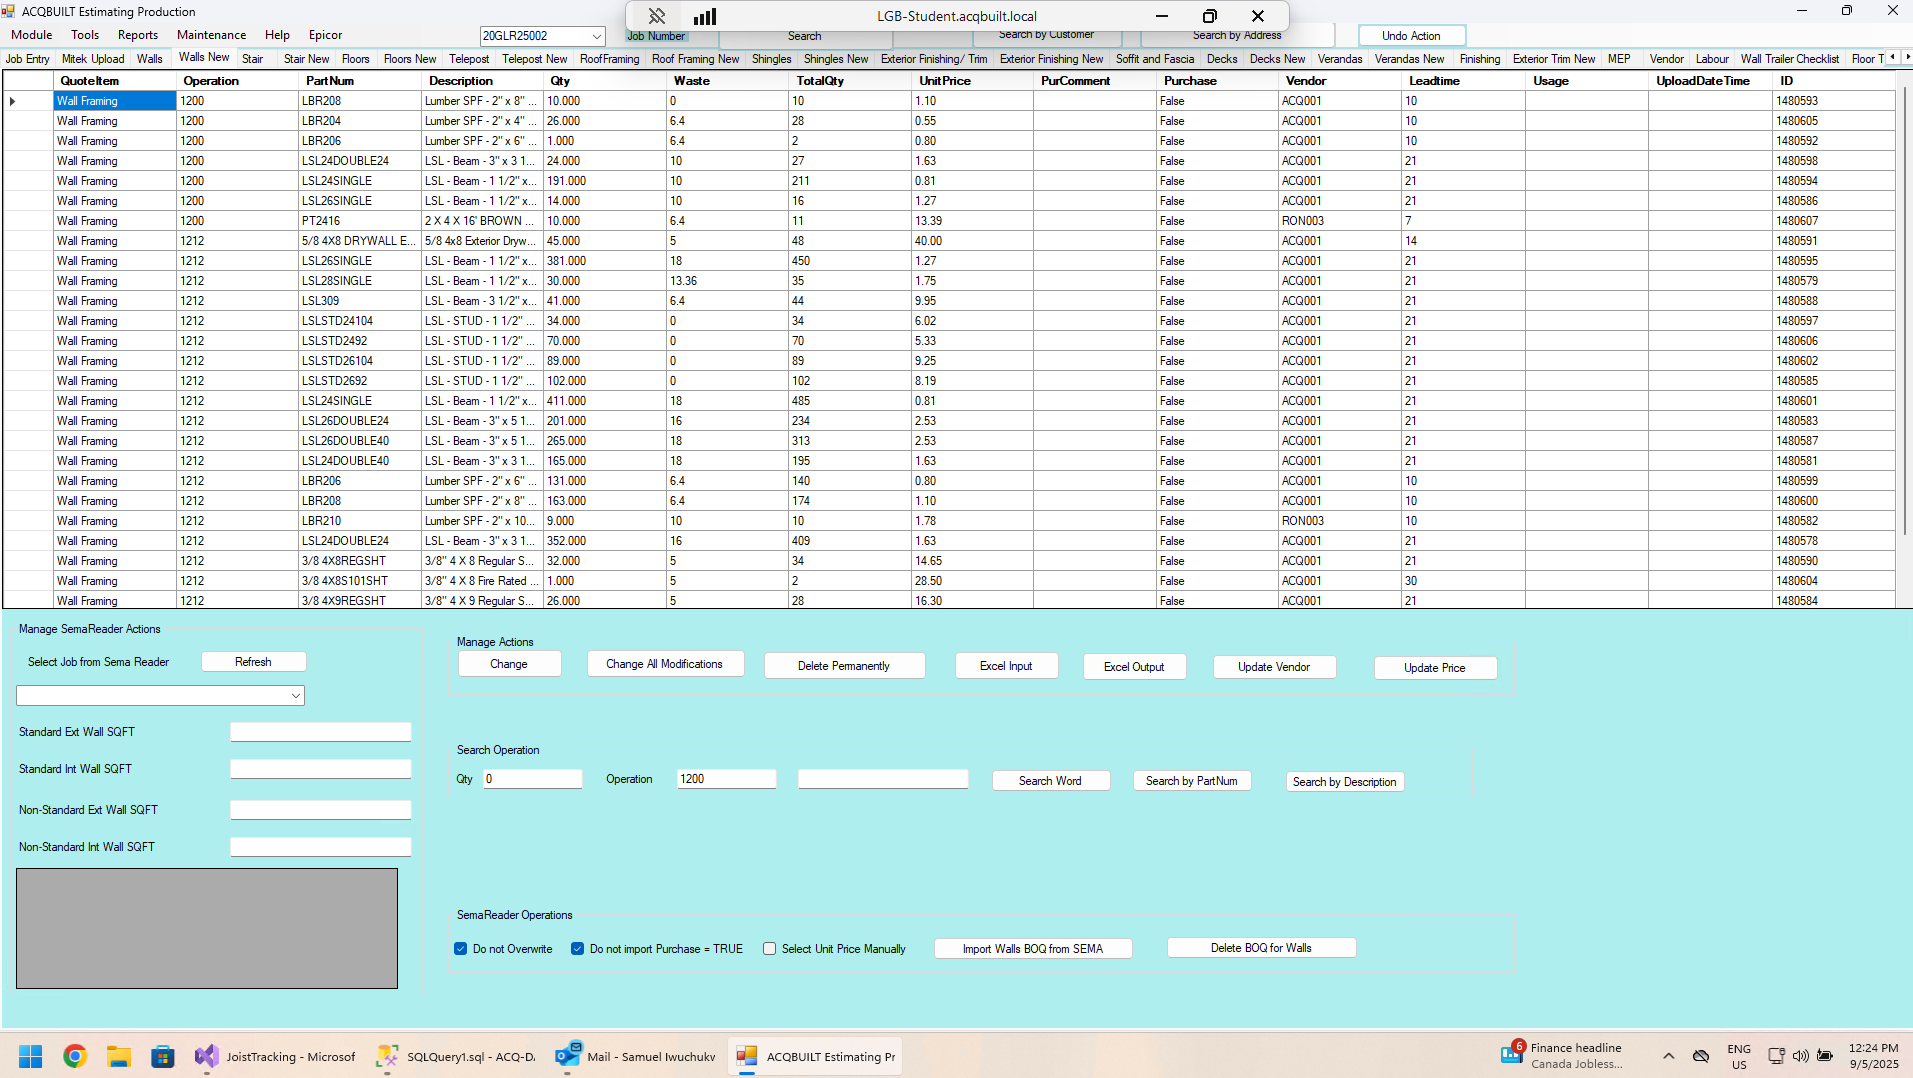 ACQBUILT Estimating Production
LGB-Student.acqbuilt.local
Module Tools Reports Maintenance Help Epicor 20GLR25002 Job Number Search Search by Customer Search by Address Undo Action
Job Entry Mitek Upload Walls Walls New Stair Stair New Floors Floors New Telepost Telepost New RoofFraming Roof Framing New Shingles Shingles New Exterior Finishing/ Trim Exterior Finishing New Soffit and Fascia Decks Decks New Verandas Verandas New Finishing Exterior Trim New MEP Vendor Labour Wall Trailer Checklist Floor T
QuoteItem Operation PartNum Description Qty Waste TotalQty UnitPrice PurComment Purchase Vendor Leadtime Usage UploadDateTime ID
Wall Framing 1200 LBR208 Lumber SPF - 2" x 8" ... 10.000 0 10 1.10 False ACQ001 10 1480593
Wall Framing 1200 LBR204 Lumber SPF - 2" x 4" ... 26.000 6.4 28 0.55 False ACQ001 10 1480605
Wall Framing 1200 LBR206 Lumber SPF - 2" x 6" ... 1.000 6.4 2 0.80 False ACQ001 10 1480592
Wall Framing 1200 LSL24DOUBLE24 LSL - Beam - 3" x 3 1... 24.000 10 27 1.63 False ACQ001 21 1480598
Wall Framing 1200 LSL24SINGLE LSL - Beam - 1 1/2" x... 191.000 10 211 0.81 False ACQ001 21 1480594
Wall Framing 1200 LSL26SINGLE LSL - Beam - 1 1/2" x... 14.000 10 16 1.27 False ACQ001 21 1480586
Wall Framing 1200 PT2416 2 X 4 X 16' BROWN ... 10.000 6.4 11 13.39 False RON003 7 1480607
Wall Framing 1212 5/8 4X8 DRYWALL E... 5/8 4x8 Exterior Dryw... 45.000 5 48 40.00 False ACQ001 14 1480591
Wall Framing 1212 LSL26SINGLE LSL - Beam - 1 1/2" x... 381.000 18 450 1.27 False ACQ001 21 1480595
Wall Framing 1212 LSL28SINGLE LSL - Beam - 1 1/2" x... 30.000 13.36 35 1.75 False ACQ001 21 1480579
Wall Framing 1212 LSL309 LSL - Beam - 3 1/2" x... 41.000 6.4 44 9.95 False ACQ001 21 1480588
Wall Framing 1212 LSLSTD24104 LSL - STUD - 1 1/2" ... 34.000 0 34 6.02 False ACQ001 21 1480597
Wall Framing 1212 LSLSTD2492 LSL - STUD - 1 1/2" ... 70.000 0 70 5.33 False ACQ001 21 1480606
Wall Framing 1212 LSLSTD26104 LSL - STUD - 1 1/2" ... 89.000 0 89 9.25 False ACQ001 21 1480602
Wall Framing 1212 LSLSTD2692 LSL - STUD - 1 1/2" ... 102.000 0 102 8.19 False ACQ001 21 1480585
Wall Framing 1212 LSL24SINGLE LSL - Beam - 1 1/2" x... 411.000 18 485 0.81 False ACQ001 21 1480601
Wall Framing 1212 LSL26DOUBLE24 LSL - Beam - 3" x 5 1... 201.000 16 234 2.53 False ACQ001 21 1480583
Wall Framing 1212 LSL26DOUBLE40 LSL - Beam - 3" x 5 1... 265.000 18 313 2.53 False ACQ001 21 1480587
Wall Framing 1212 LSL24DOUBLE40 LSL - Beam - 3" x 3 1... 165.000 18 195 1.63 False ACQ001 21 1480581
Wall Framing 1212 LBR206 Lumber SPF - 2" x 6" ... 131.000 6.4 140 0.80 False ACQ001 10 1480599
Wall Framing 1212 LBR208 Lumber SPF - 2" x 8" ... 163.000 6.4 174 1.10 False ACQ001 10 1480600
Wall Framing 1212 LBR210 Lumber SPF - 2" x 10... 9.000 10 10 1.78 False RON003 10 1480582
Wall Framing 1212 LSL24DOUBLE24 LSL - Beam - 3" x 3 1... 352.000 16 409 1.63 False ACQ001 21 1480578
Wall Framing 1212 3/8 4X8REGSHT 3/8" 4 X 8 Regular S... 32.000 5 34 14.65 False ACQ001 21 1480590
Wall Framing 1212 3/8 4X8S101SHT 3/8" 4 X 8 Fire Rated ... 1.000 5 2 28.50 False ACQ001 30 1480604
Wall Framing 1212 3/8 4X9REGSHT 3/8" 4 X 9 Regular S... 26.000 5 28 16.30 False ACQ001 21 1480584
Manage SemaReader Actions
Select Job from Sema Reader Refresh
Standard Ext Wall SQFT
Standard Int Wall SQFT
Non-Standard Ext Wall SQFT
Non-Standard Int Wall SQFT
Manage Actions
Change Change All Modifications Delete Permanently Excel Input Excel Output Update Vendor Update Price
Search Operation
Qty 0 Operation 1200 Search Word Search by PartNum Search by Description
SemaReader Operations
Do not Overwrite Do not import Purchase = TRUE Select Unit Price Manually Import Walls BOQ from SEMA Delete BOQ for Walls
JoistTracking - Microsof SQLQuery1.sql - ACQ-DA Mail - Samuel Iwuchukv ACQBUILT Estimating Pr
6 Finance headline
Canada Jobless...
ENG
US
12:24 PM
9/5/2025